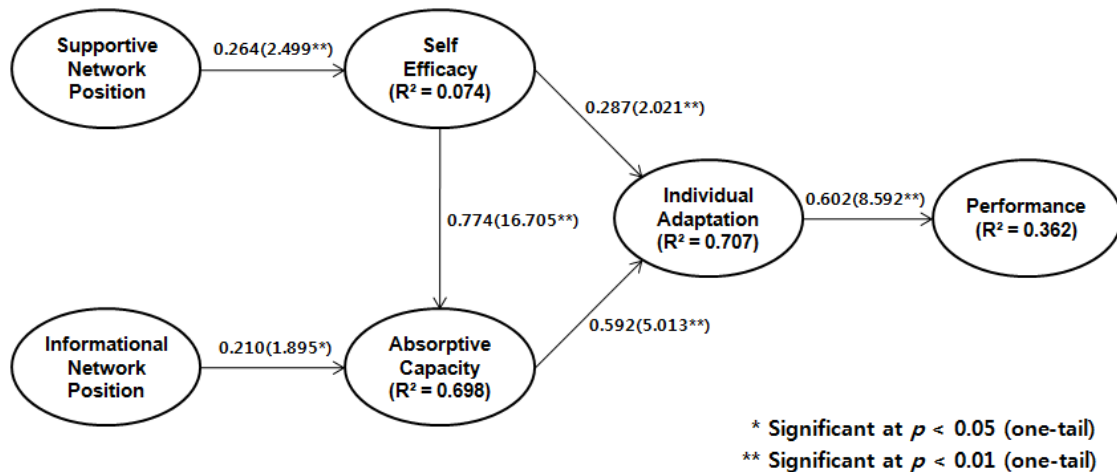 Supportive
Network
Position
0.264(2.499**)
Self
Efficacy
(R² = 0.074)
0.287(2.021**)
0.774(16.705**)
Individual
Adaptation
(R² = 0.707)
0.602(8.592**)
Performance
(R² = 0.362)
0.592(5.013**)
Informational
Network
Position
0.210(1.895*)
Absorptive
Capacity
(R² = 0.698)
* Significant at p < 0.05 (one-tail)
** Significant at p < 0.01 (one-tail)